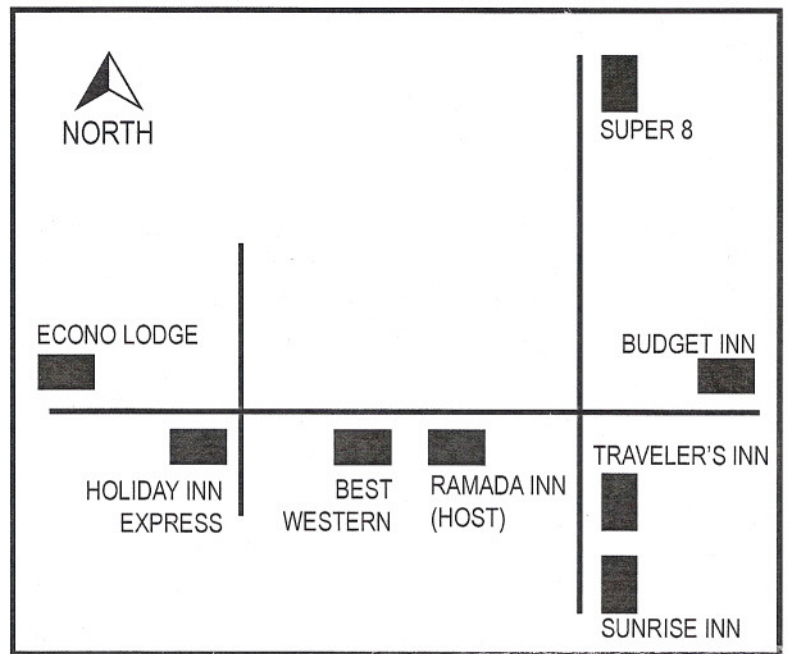 NORTH
SUPER 8
ECONO LODGE
BUDGET INN
HOLIDAY INN
EXPRESS
BEST
WESTERN
RAMADA INN
(HOST)
TRAVELER'S INN
SUNRISE INN